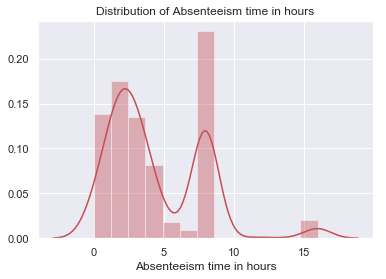 Distribution of Absenteeism time in hours
0.20
0.15
0.10
0.05
0.00
0 5 10 15
Absenteeism time in hours